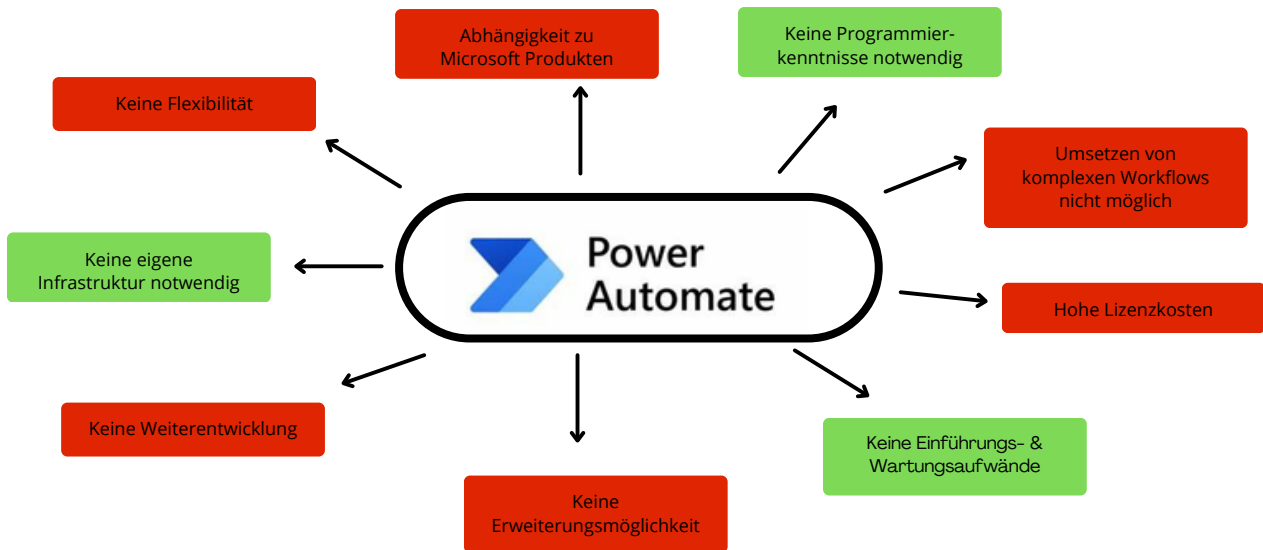 Abhängigkeit zu
Microsoft Produkten
Keine Programmier-
kenntnisse notwendig
Keine Flexibilität
Umsetzen von
komplexen Workflows
nicht möglich
Keine eigene
Infrastruktur notwendig
Power
Automate
Hohe Lizenzkosten
Keine Weiterentwicklung
Keine Einführungs- &
Wartungsaufwände
Keine
Erweiterungsmöglichkeit